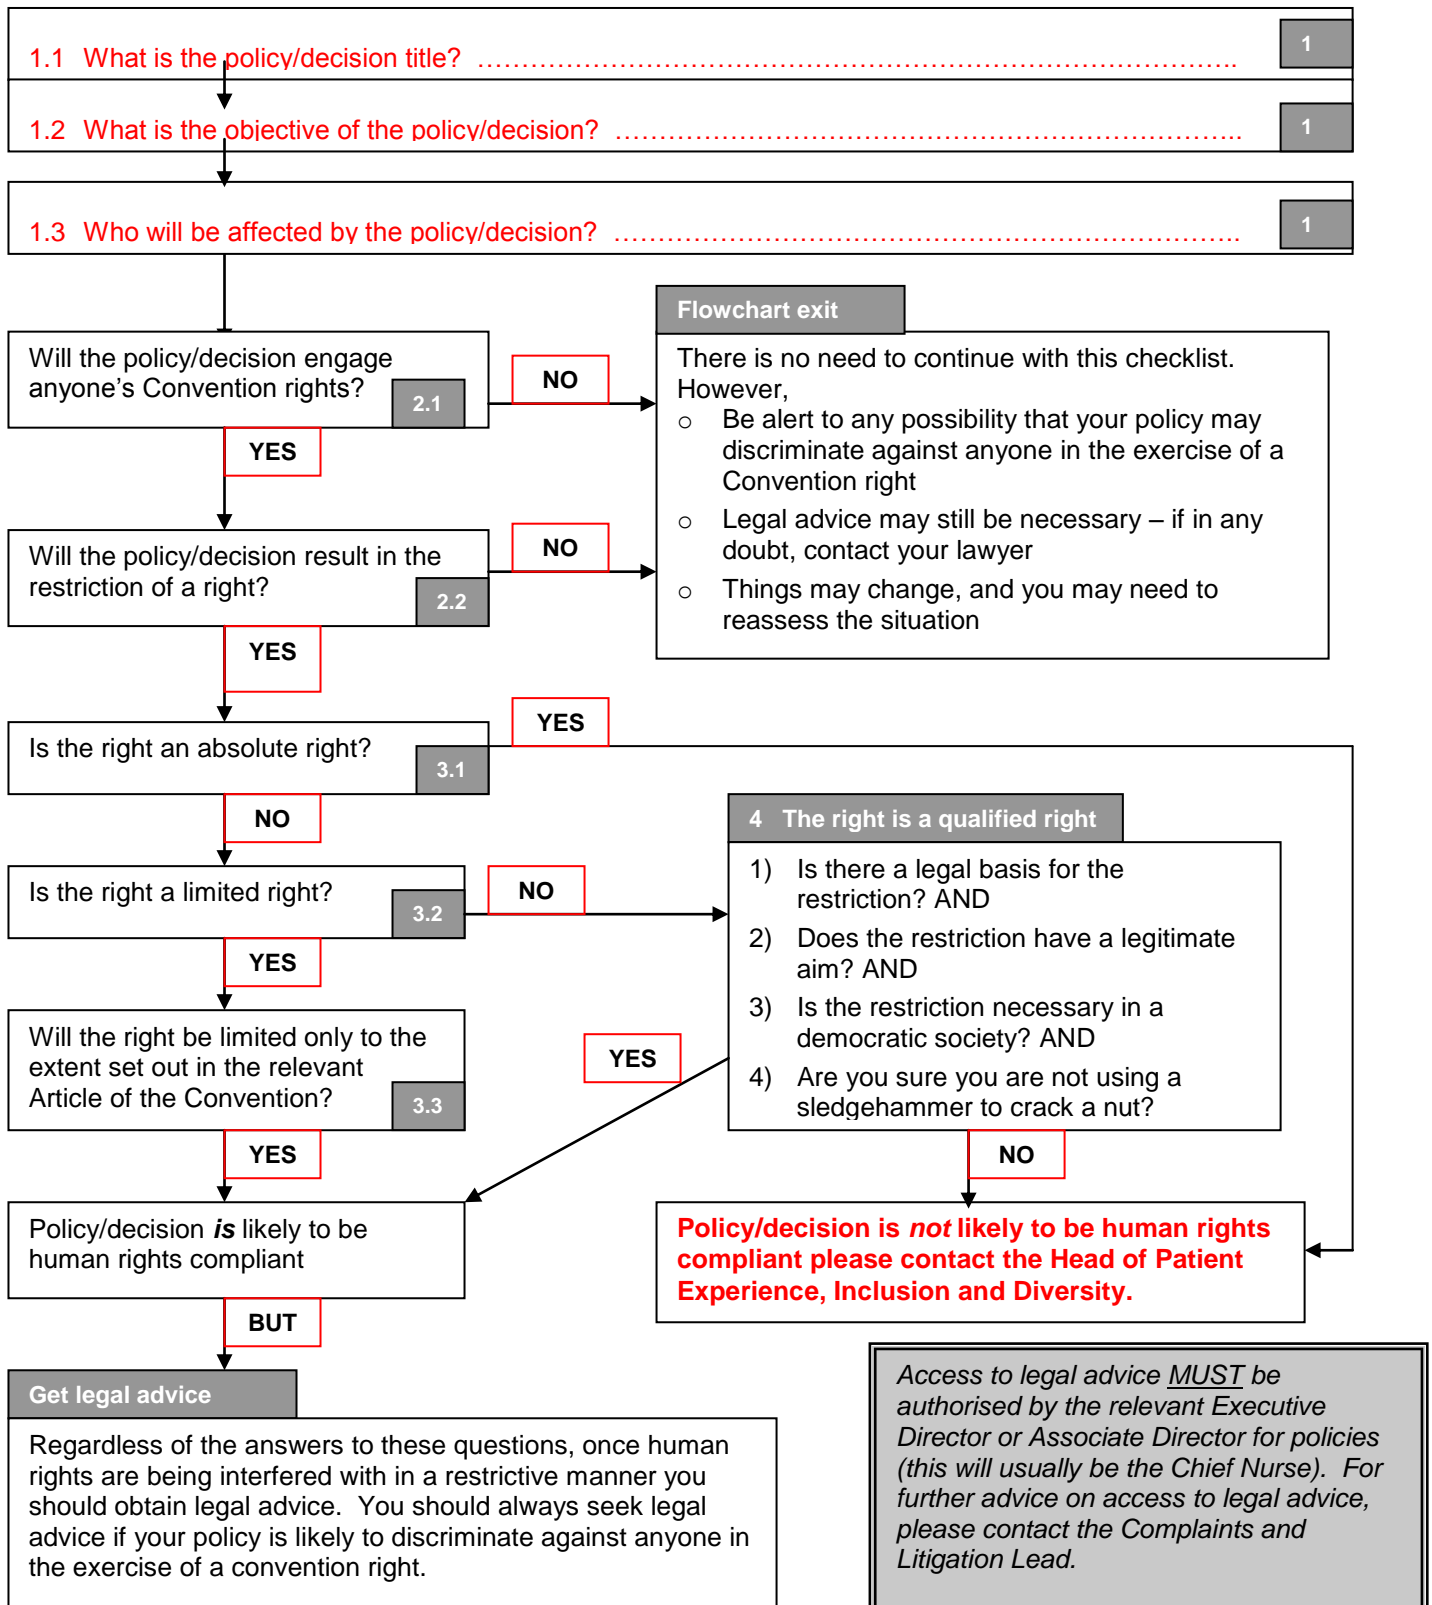 1.1 What is the policy/decision title? ……………………………………………………………………………..
1
1.2 What is the objective of the policy/decision? ………………………………………………………………..
1
1.3 Who will be affected by the policy/decision? ………………………………………………………………..
1
Will the policy/decision engage
anyone’s Convention rights?
2.1
NO
YES
Flowchart exit
There is no need to continue with this checklist.
However,
o Be alert to any possibility that your policy may
discriminate against anyone in the exercise of a
Convention right
o Legal advice may still be necessary – if in any
doubt, contact your lawyer
o Things may change, and you may need to
reassess the situation
Will the policy/decision result in the
restriction of a right?
2.2
NO
YES
Is the right an absolute right?
3.1
YES
NO
Is the right a limited right?
3.2
NO
YES
4 The right is a qualified right
1) Is there a legal basis for the
restriction? AND
2) Does the restriction have a legitimate
aim? AND
3) Is the restriction necessary in a
democratic society? AND
4) Are you sure you are not using a
sledgehammer to crack a nut?
YES
NO
Will the right be limited only to the
extent set out in the relevant
Article of the Convention?
3.3
YES
Policy/decision is likely to be
human rights compliant
BUT
Policy/decision is not likely to be human rights
compliant please contact the Head of Patient
Experience, Inclusion and Diversity.
Get legal advice
Regardless of the answers to these questions, once human
rights are being interfered with in a restrictive manner you
should obtain legal advice. You should always seek legal
advice if your policy is likely to discriminate against anyone in
the exercise of a convention right.
Access to legal advice MUST be
authorised by the relevant Executive
Director or Associate Director for policies
(this will usually be the Chief Nurse). For
further advice on access to legal advice,
please contact the Complaints and
Litigation Lead.